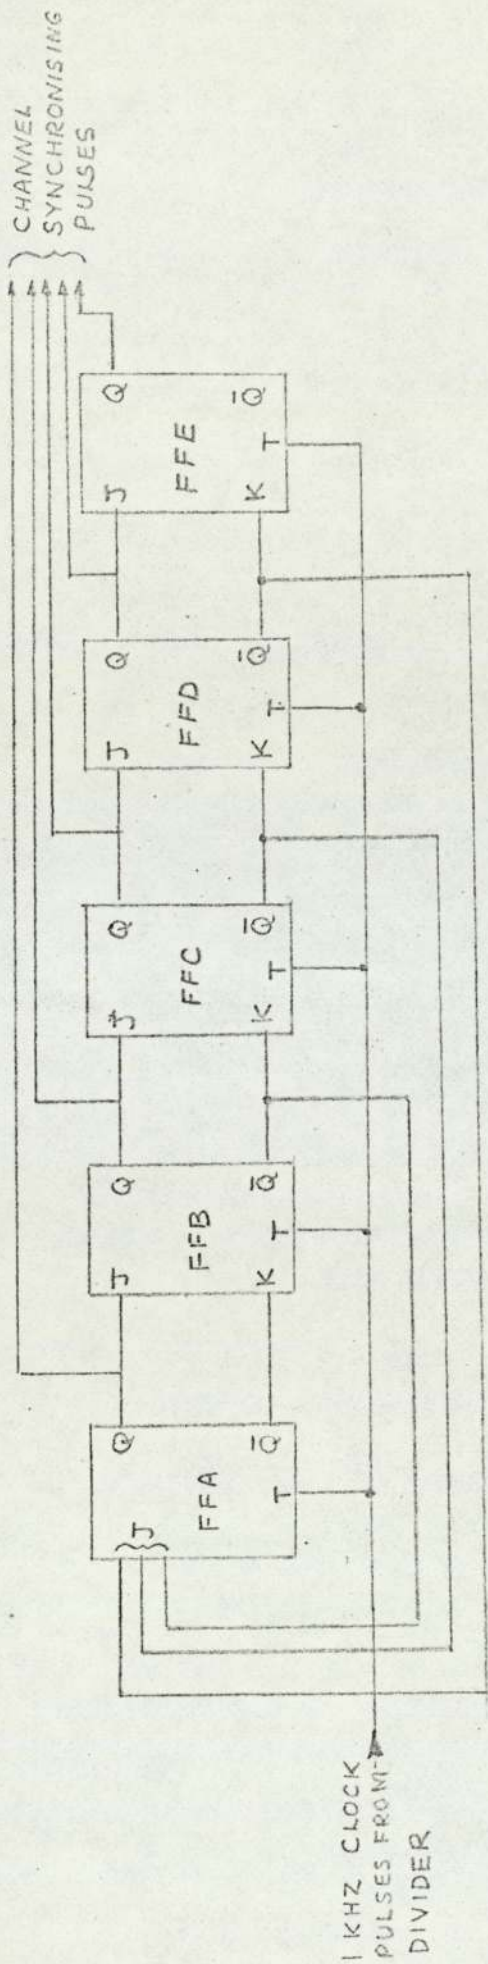 CHANNEL
SYNCHRONISING
PULSES
J Q
FFA
T Q̅
J Q
FFB
K T Q̅
J Q
FFC
K T Q̅
J Q
FFD
K T Q̅
J Q
FFE
K T Q̅
1 KHZ CLOCK
PULSES FROM
DIVIDER